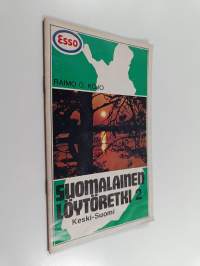 Esso
RAIMO O. KOJO
SUOMALAINEN
LÖYTÖRETKI 2
Keski-Suomi